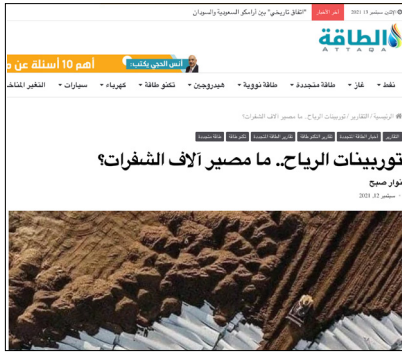 الإثنين, سبتمبر 13 2021
أخر الأخبار
"اتفاق تاريخي" بين أرامكو السعودية والسودان
الطاقة
ATTAQA
أنس الحجي يكتب:
أهم 10 أسئلة عن
نفط
غاز
طاقة متجددة
طاقة نووية
هيدروجين
تكنو طاقة
كهرباء
سيارات
التغير المناخ
الرئيسية / التقارير / توربينات الرياح.. ما مصير آلاف الشفرات؟
التقارير
أخبار الطاقة المتجددة
تقارير التكنو طاقة
تقارير الطاقة المتجددة
تكنو طاقة
طاقة متجددة
توربينات الرياح.. ما مصير آلاف الشفرات؟
نوار صبح
سبتمبر 12, 2021